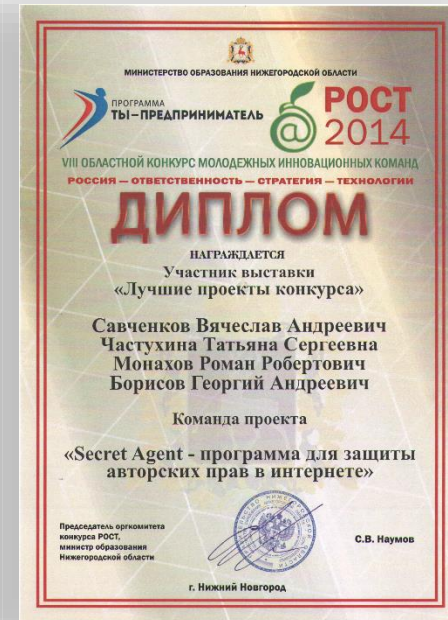 МИНИСТЕРСТВО ОБРАЗОВАНИЯ НИЖЕГОРОДСКОЙ ОБЛАСТИ
ПРОГРАММА
ТЫ–ПРЕДПРИНИМАТЕЛЬ
РОСТ
@ 2014
VIII ОБЛАСТНОЙ КОНКУРС МОЛОДЕЖНЫХ ИННОВАЦИОННЫХ КОМАНД
РОССИЯ — ОТВЕТСТВЕННОСТЬ — СТРАТЕГИЯ — ТЕХНОЛОГИИ
ДИПЛОМ
НАГРАЖДАЕТСЯ
Участник выставки
«Лучшие проекты конкурса»
Савченков Вячеслав Андреевич
Частухина Татьяна Сергеевна
Монахов Роман Робертович
Борисов Георгий Андреевич
Команда проекта
«Secret Agent - программа для защиты
авторских прав в интернете»
Председатель оргкомитета
конкурса РОСТ,
министр образования
Нижегородской области
С.В. Наумов
г. Нижний Новгород